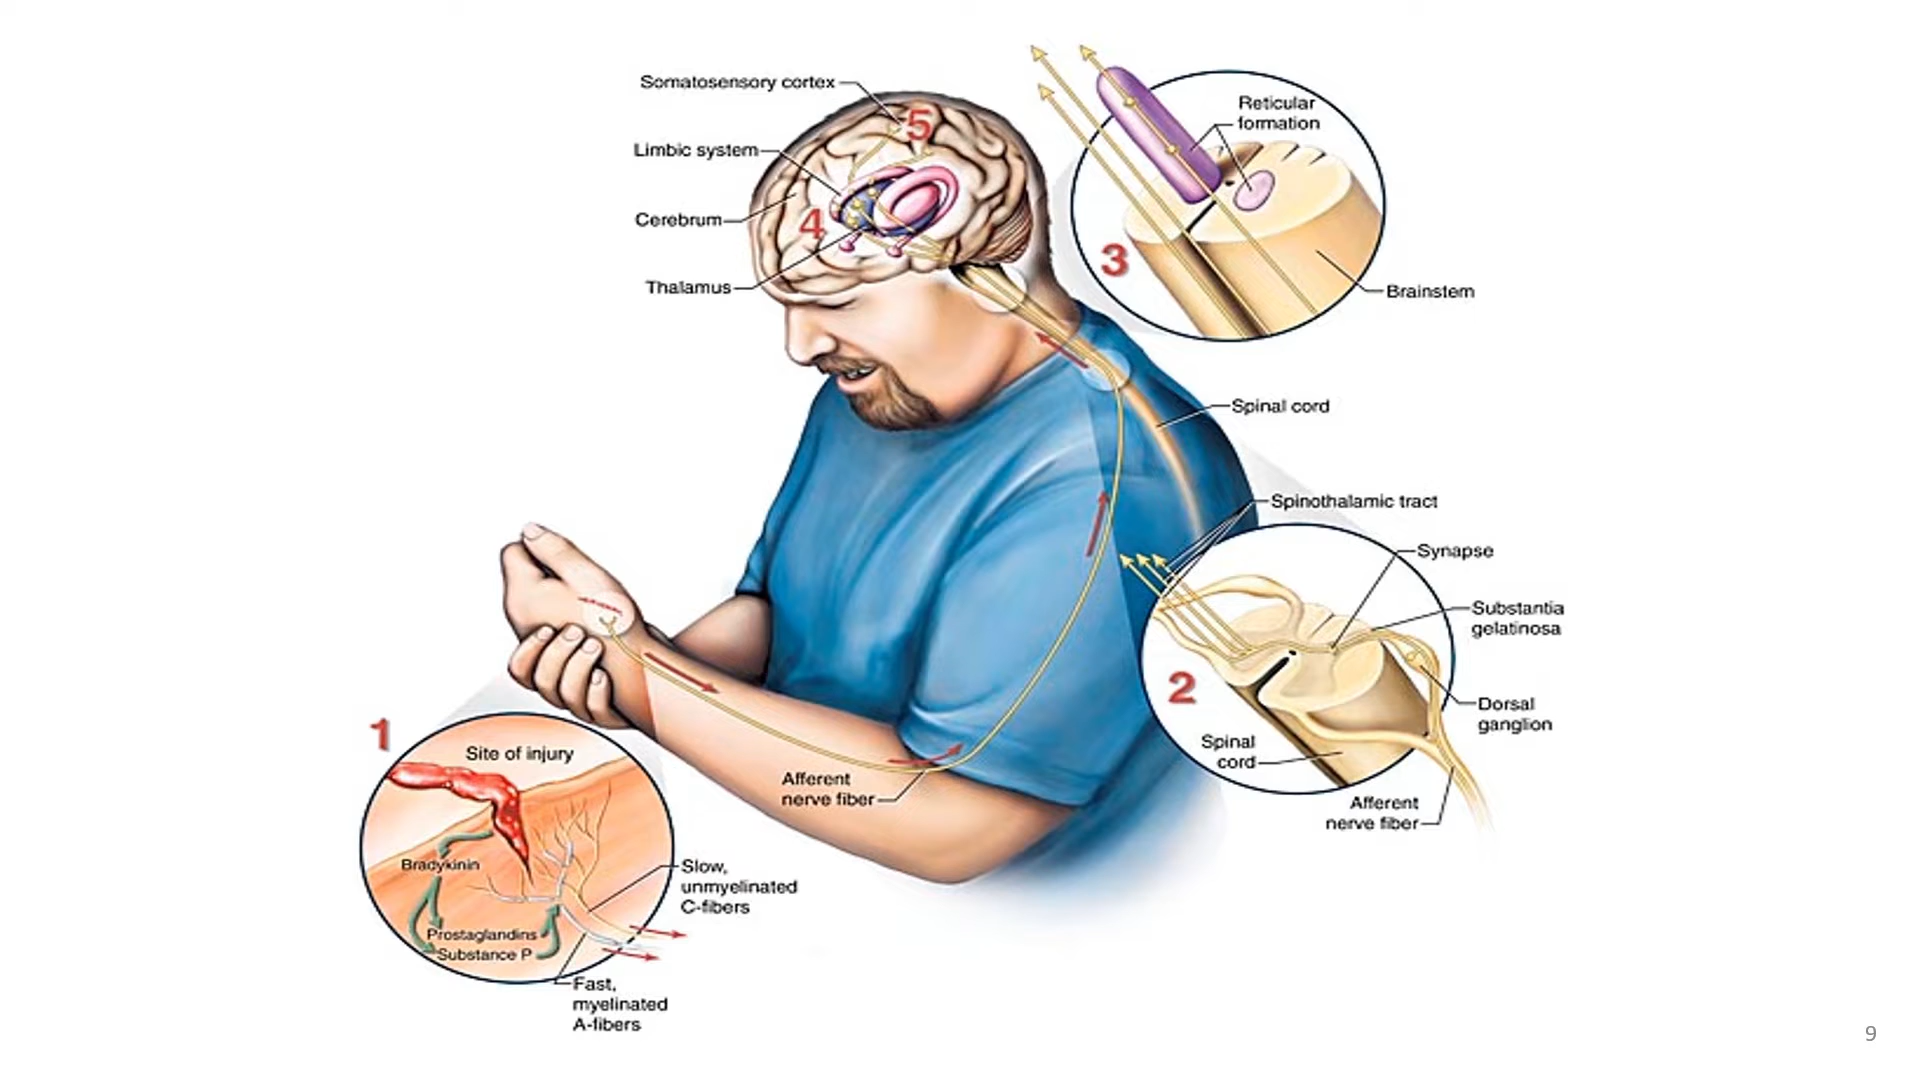 Somatosensory cortex
Limbic system
Cerebrum
Thalamus
5
4
Reticular
formation
3
Brainstem
Spinal cord
Spinothalamic tract
Synapse
Substantia
gelatinosa
2
Dorsal
ganglion
Spinal
cord
Afferent
nerve fiber
1
Site of injury
Bradykinin
Prostaglandins
Substance P
Afferent
nerve fiber
Slow,
unmyelinated
C-fibers
Fast,
myelinated
A-fibers
9